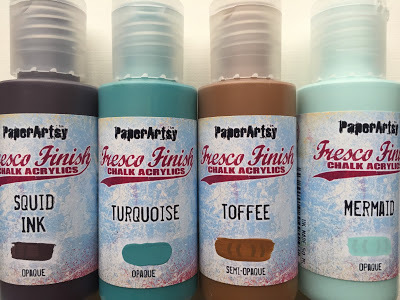 PaperArtsy
Fresco Finish
CHALK ACRYLICS
SQUID
INK
OPAQUE
PaperArtsy
Fresco Finish
CHALK ACRYLICS
TURQUOISE
OPAQUE
PaperArtsy
Fresco Finish
CHALK ACRYLICS
TOFFEE
SEMI-OPAQUE
PaperArtsy
Fresco Finish
CHALK ACRYLICS
MERMAID
OPAQUE